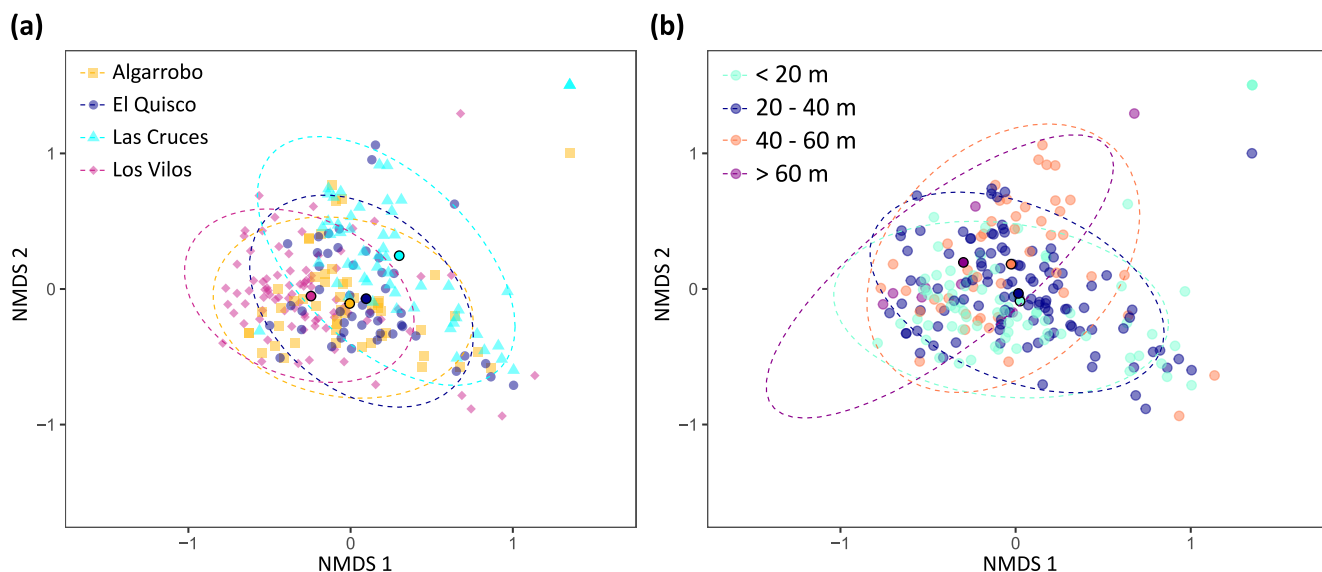 (a)
Algarrobo
El Quisco
Las Cruces
Los Vilos
1
0
−1
−1
0
1
NMDS 2
NMDS 1
(b)
< 20 m
20 - 40 m
40 - 60 m
> 60 m
1
0
−1
−1
0
1
NMDS 2
NMDS 1